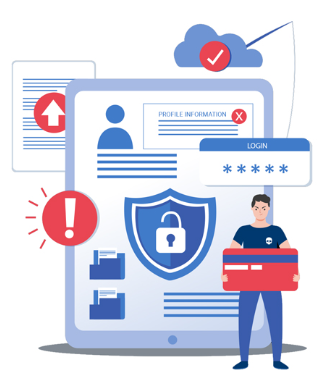 PROFILE INFORMATION
LOGIN
*****